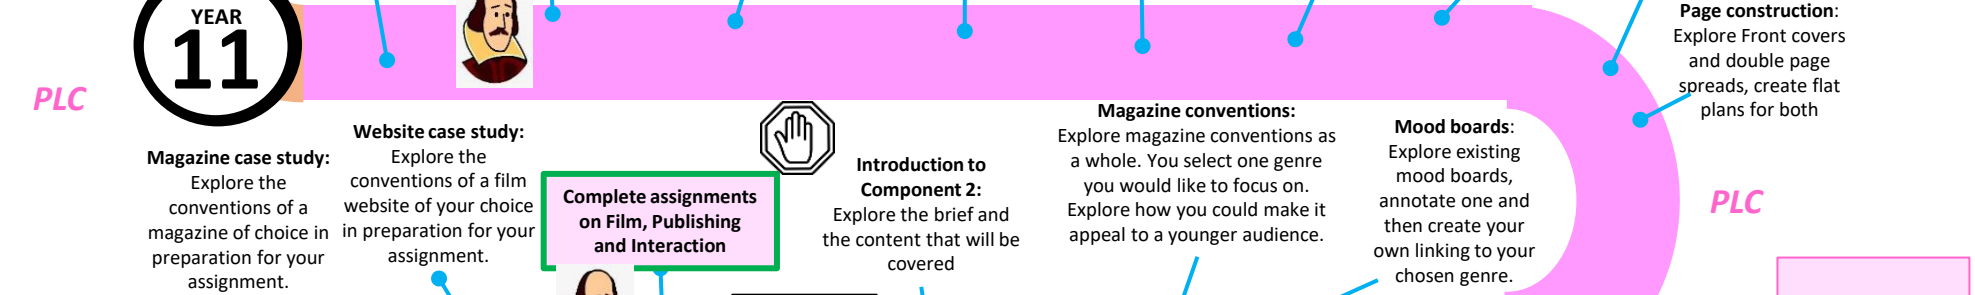 YEAR
11
PLC
Magazine case study:
Explore the
conventions of a
magazine of choice in
preparation for your
assignment.
Website case study:
Explore the
conventions of a film
website of your choice
in preparation for your
assignment.
Complete assignments
on Film, Publishing
and Interaction
Introduction to
Component 2:
Explore the brief and
the content that will be
covered
Magazine conventions:
Explore magazine conventions as
a whole. You select one genre
you would like to focus on.
Explore how you could make it
appeal to a younger audience.
Mood boards:
Explore existing
mood boards,
annotate one and
then create your
own linking to your
chosen genre.
Page construction:
Explore Front covers
and double page
spreads, create flat
plans for both
PLC